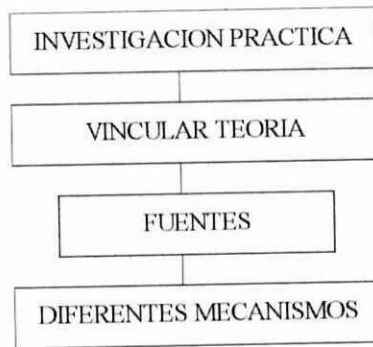 INVESTIGACION PRACTICA
VINCULAR TEORIA
FUENTES
DIFERENTES MECANISMOS